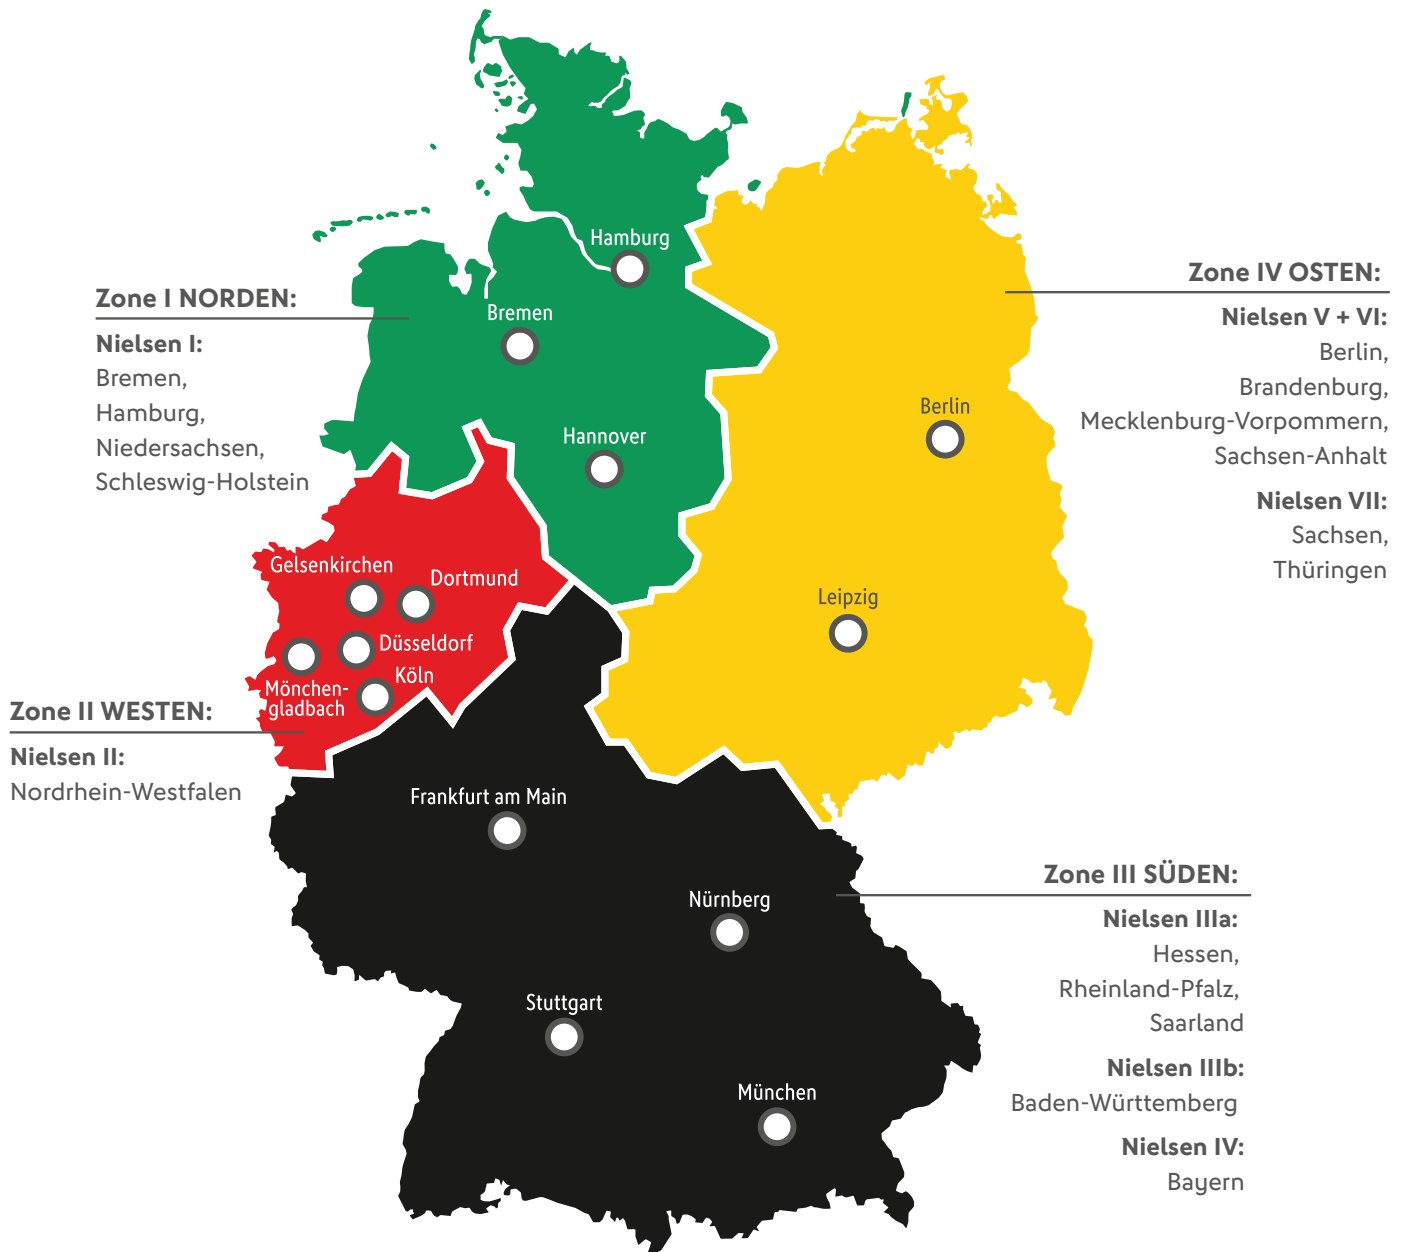 Hamburg
Bremen
Hannover
Zone I NORDEN:
Nielsen I:
Bremen,
Hamburg,
Niedersachsen,
Schleswig-Holstein
Zone IV OSTEN:
Nielsen V + VI:
Berlin,
Brandenburg,
Mecklenburg-Vorpommern,
Sachsen-Anhalt
Nielsen VII:
Sachsen,
Thüringen
Berlin
Leipzig
Gelsenkirchen
Dortmund
Düsseldorf
Mönchen-
gladbach
Köln
Zone II WESTEN:
Nielsen II:
Nordrhein-Westfalen
Frankfurt am Main
Nürnberg
Stuttgart
München
Zone III SÜDEN:
Nielsen IIIa:
Hessen,
Rheinland-Pfalz,
Saarland
Nielsen IIIb:
Baden-Württemberg
Nielsen IV:
Bayern